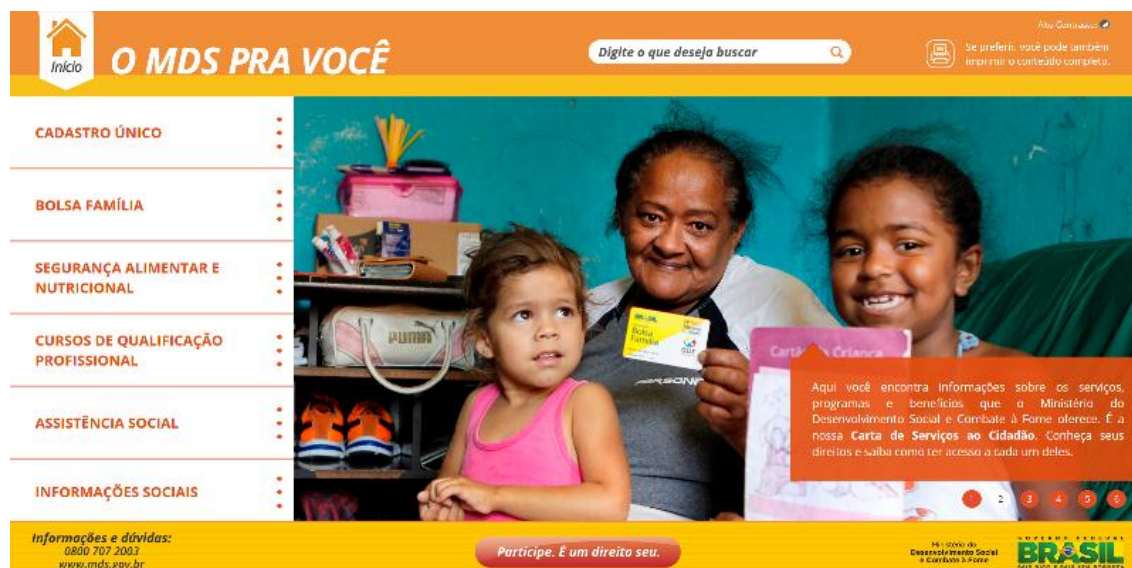 Alto Contraste
Início
O MDS PRA VOCÊ
Digite o que deseja buscar
Se preferir, você pode também
imprimir o conteúdo completo.
CADASTRO ÚNICO
BOLSA FAMÍLIA
SEGURANÇA ALIMENTAR E
NUTRICIONAL
CURSOS DE QUALIFICAÇÃO
PROFISSIONAL
ASSISTÊNCIA SOCIAL
INFORMAÇÕES SOCIAIS
PUMA
Bolsa
Família
Criança
Aqui você encontra informações sobre os serviços,
programas e benefícios que o Ministério do
Desenvolvimento Social e Combate à Fome oferece. É a
nossa Carta de Serviços ao Cidadão. Conheça seus
direitos e saiba como ter acesso a cada um deles.
1 2 3 4 5 6
Informações e dúvidas:
0800 707 2003
www.mds.gov.br
Participe. É um direito seu.
Ministério do
Desenvolvimento Social
e Combate à Fome
GOVERNO FEDERAL
BRASIL